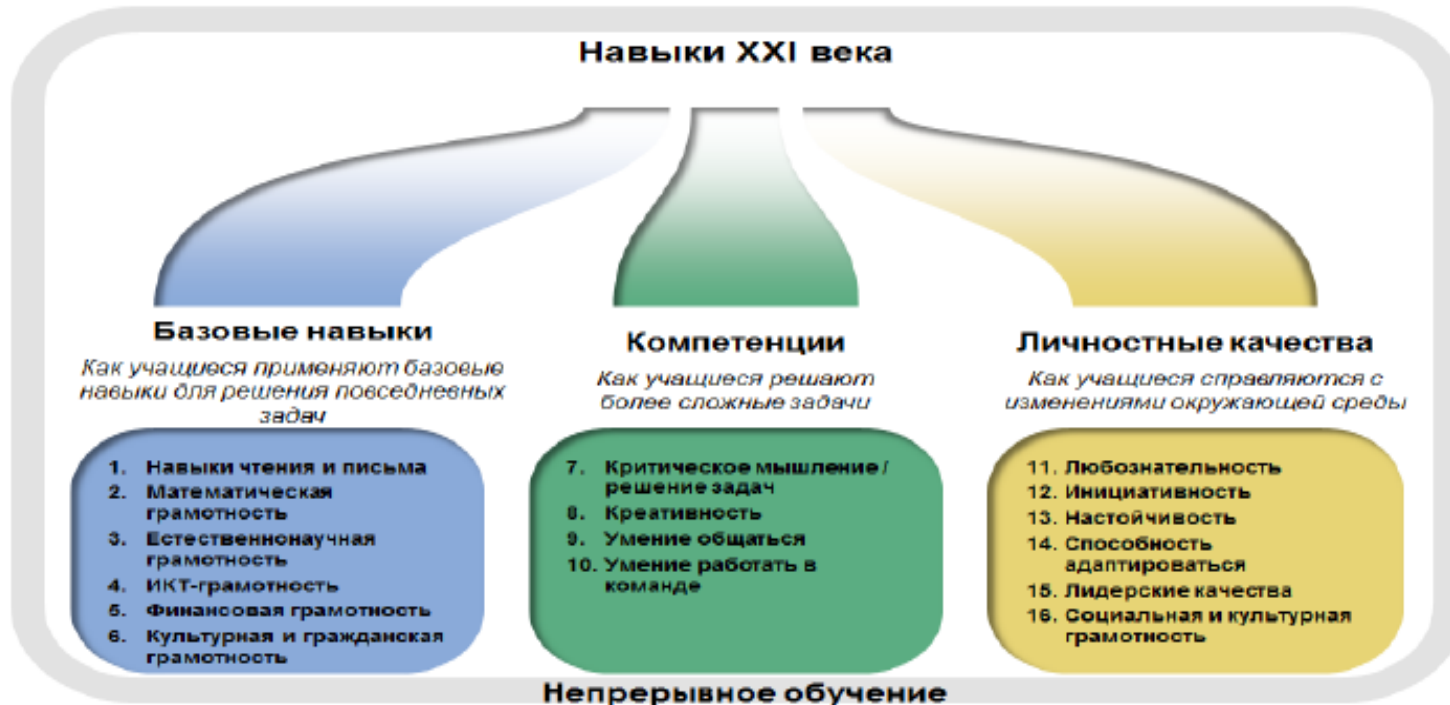 Навыки XXI века
Базовые навыки
Как учащиеся применяют базовые
навыки для решения повседневных
задач
1. Навыки чтения и письма
2. Математическая
грамотность
3. Естественнонаучная
грамотность
4. ИКТ-грамотность
5. Финансовая грамотность
6. Культурная и гражданская
грамотность
Компетенции
Как учащиеся решают
более сложные задачи
7. Критическое мышление /
решение задач
8. Креативность
9. Умение общаться
10. Умение работать в
команде
Личностные качества
Как учащиеся справляются с
изменениями окружающей среды
11. Любознательность
12. Инициативность
13. Настойчивость
14. Способность
адаптироваться
15. Лидерские качества
16. Социальная и культурная
грамотность
Непрерывное обучение